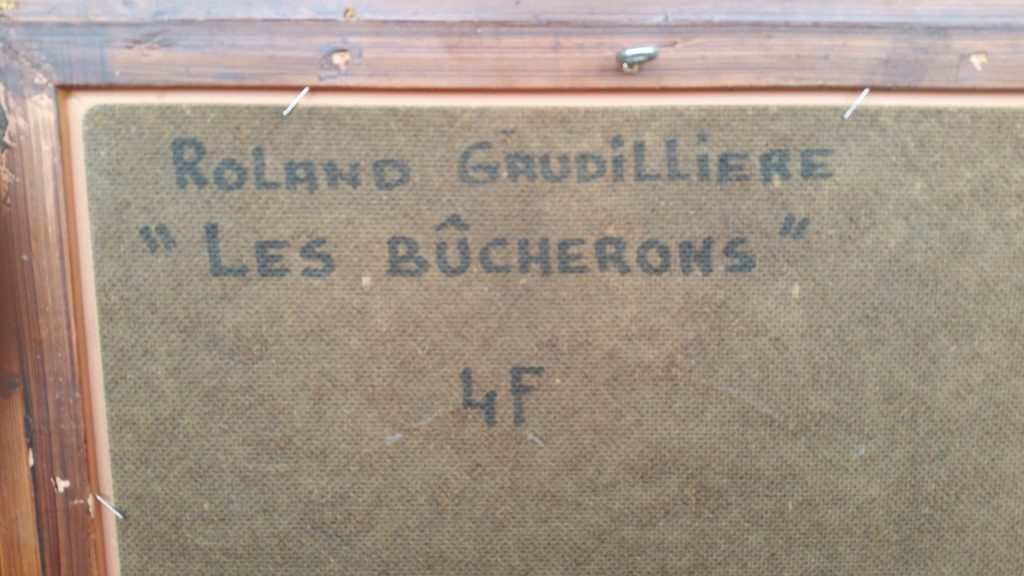 ROLAND GAUDiLLiERE
" LES BÛCHERONS "
4F